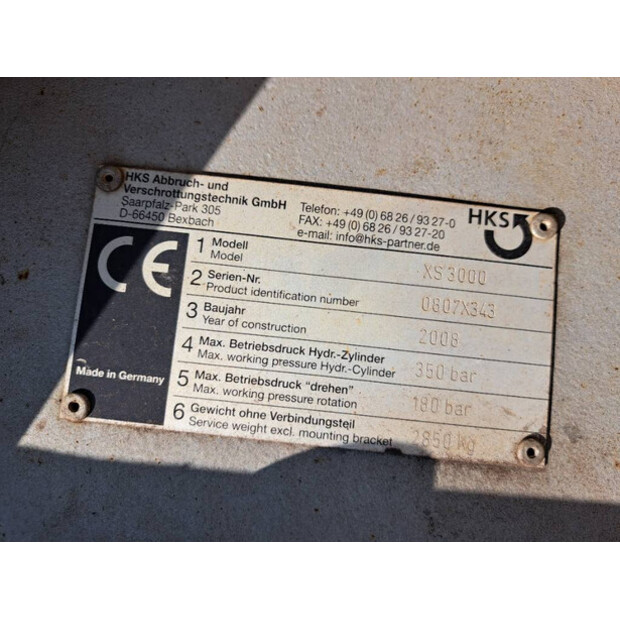 HKS Abbruch- und
Verschrottungstechnik GmbH
Saarpfalz-Park 305
D-66450 Bexbach
Telefon: +49 (0) 68 26 / 93 27-0
FAX: +49 (0) 68 26 / 93 27-20
e-mail: info@hks-partner.de
HKS
CE
Made in Germany
1 Modell XS 3000
Model
2 Serien-Nr. 0807X343
Product identification number
3 Baujahr 2008
Year of construction
4 Max. Betriebsdruck Hydr.-Zylinder 350 bar
Max. working pressure Hydr.-Cylinder
5 Max. Betriebsdruck "drehen" 180 bar
Max. working pressure rotation
6 Gewicht ohne Verbindungsteil 2850 kg
Service weight excl. mounting bracket